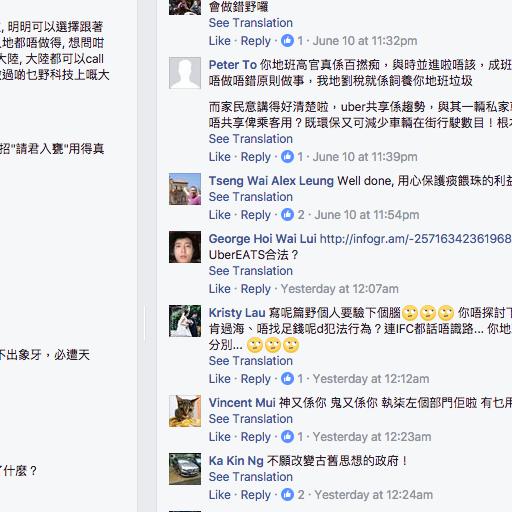 , 明明可以選擇跟著
地都唔做得, 想問咁
大陸, 大陸都可以call
過啲乜野科技上嘅大
招"請君入甕"用得真
不出象牙，必遭天
什麼？
會做錯野囉
See Translation
Like · Reply · 1 · June 10 at 11:32pm
Peter To 你地班高官真係百撚痴，與時並進啦唔該，成班
唔做唔錯原則做事，我地劉稅就係飼養你地班垃圾
而家民意講得好清楚啦，uber共享係趨勢，與其一輛私家車
唔共享俾乘客用？既環保又可減少車輛在街行駛數目！根本
See Translation
Like · Reply · 1 · June 10 at 11:39pm
Tseng Wai Alex Leung Well done, 用心保護瘓餵珠的利益
See Translation
Like · Reply · 2 · June 10 at 11:54pm
George Hoi Wai Lui http://infogr.am/-25716342361968
UberEATS合法？
See Translation
Like · Reply · Yesterday at 12:07am
Kristy Lau 寫呢篇野個人要驗下個腦🙄🙄🙄 你唔探討下
肯過海、唔找足錢呢d犯法行為？連IFC都話唔識路... 你地
分別... 🙄🙄🙄
See Translation
Like · Reply · 1 · Yesterday at 12:12am
Vincent Mui 神又係你 鬼又係你 執柒左個部門佢啦 有乜用
See Translation
Like · Reply · 1 · Yesterday at 12:23am
Ka Kin Ng 不願改變古舊思想的政府！
See Translation
Like · Reply · 2 · Yesterday at 12:24am